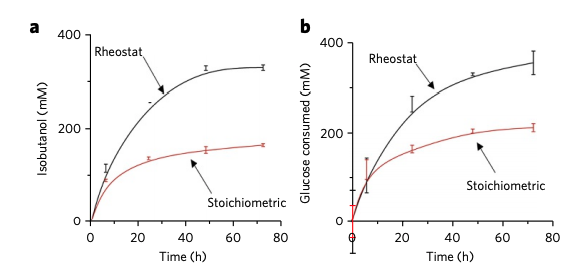 a
Isobutanol (mM)
400
200
0
0 20 40 60 80
Time (h)
Rheostat
Stoichiometric
b
Glucose consumed (mM)
400
200
0
0 20 40 60 80
Time (h)
Rheostat
Stoichiometric